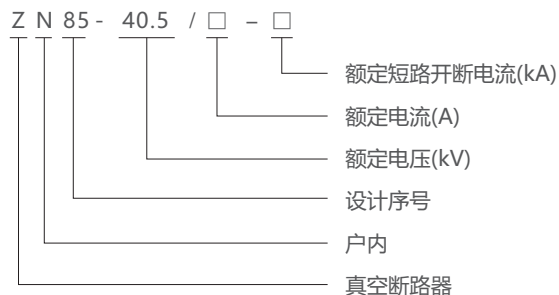 Z N 85 - 40.5 / □ - □
额定短路开断电流(kA)
额定电流(A)
额定电压(kV)
设计序号
户内
真空断路器